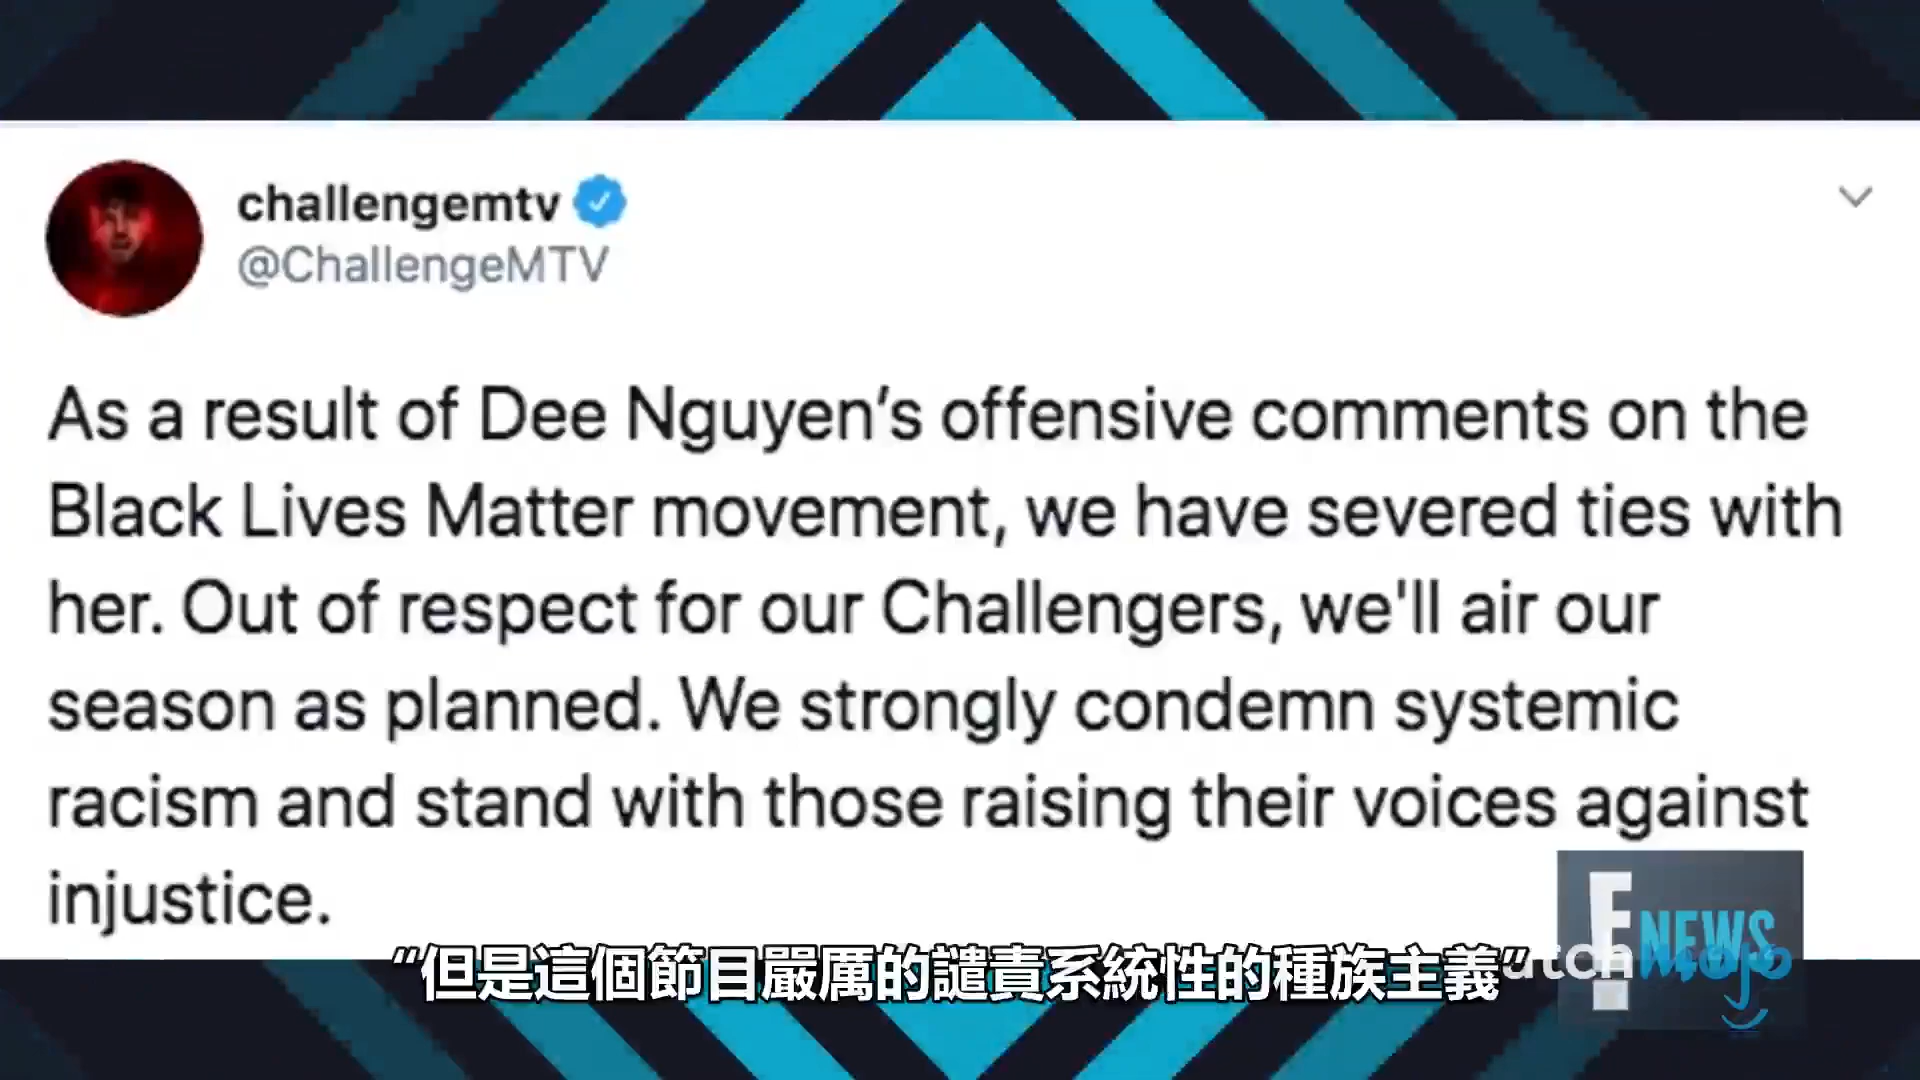 challengemtv
@ChallengeMTV
As a result of Dee Nguyen’s offensive comments on the
Black Lives Matter movement, we have severed ties with
her. Out of respect for our Challengers, we'll air our
season as planned. We strongly condemn systemic
racism and stand with those raising their voices against
injustice.
E NEWS
atchMojo
“但是這個節目嚴厲的譴責系統性的種族主義”